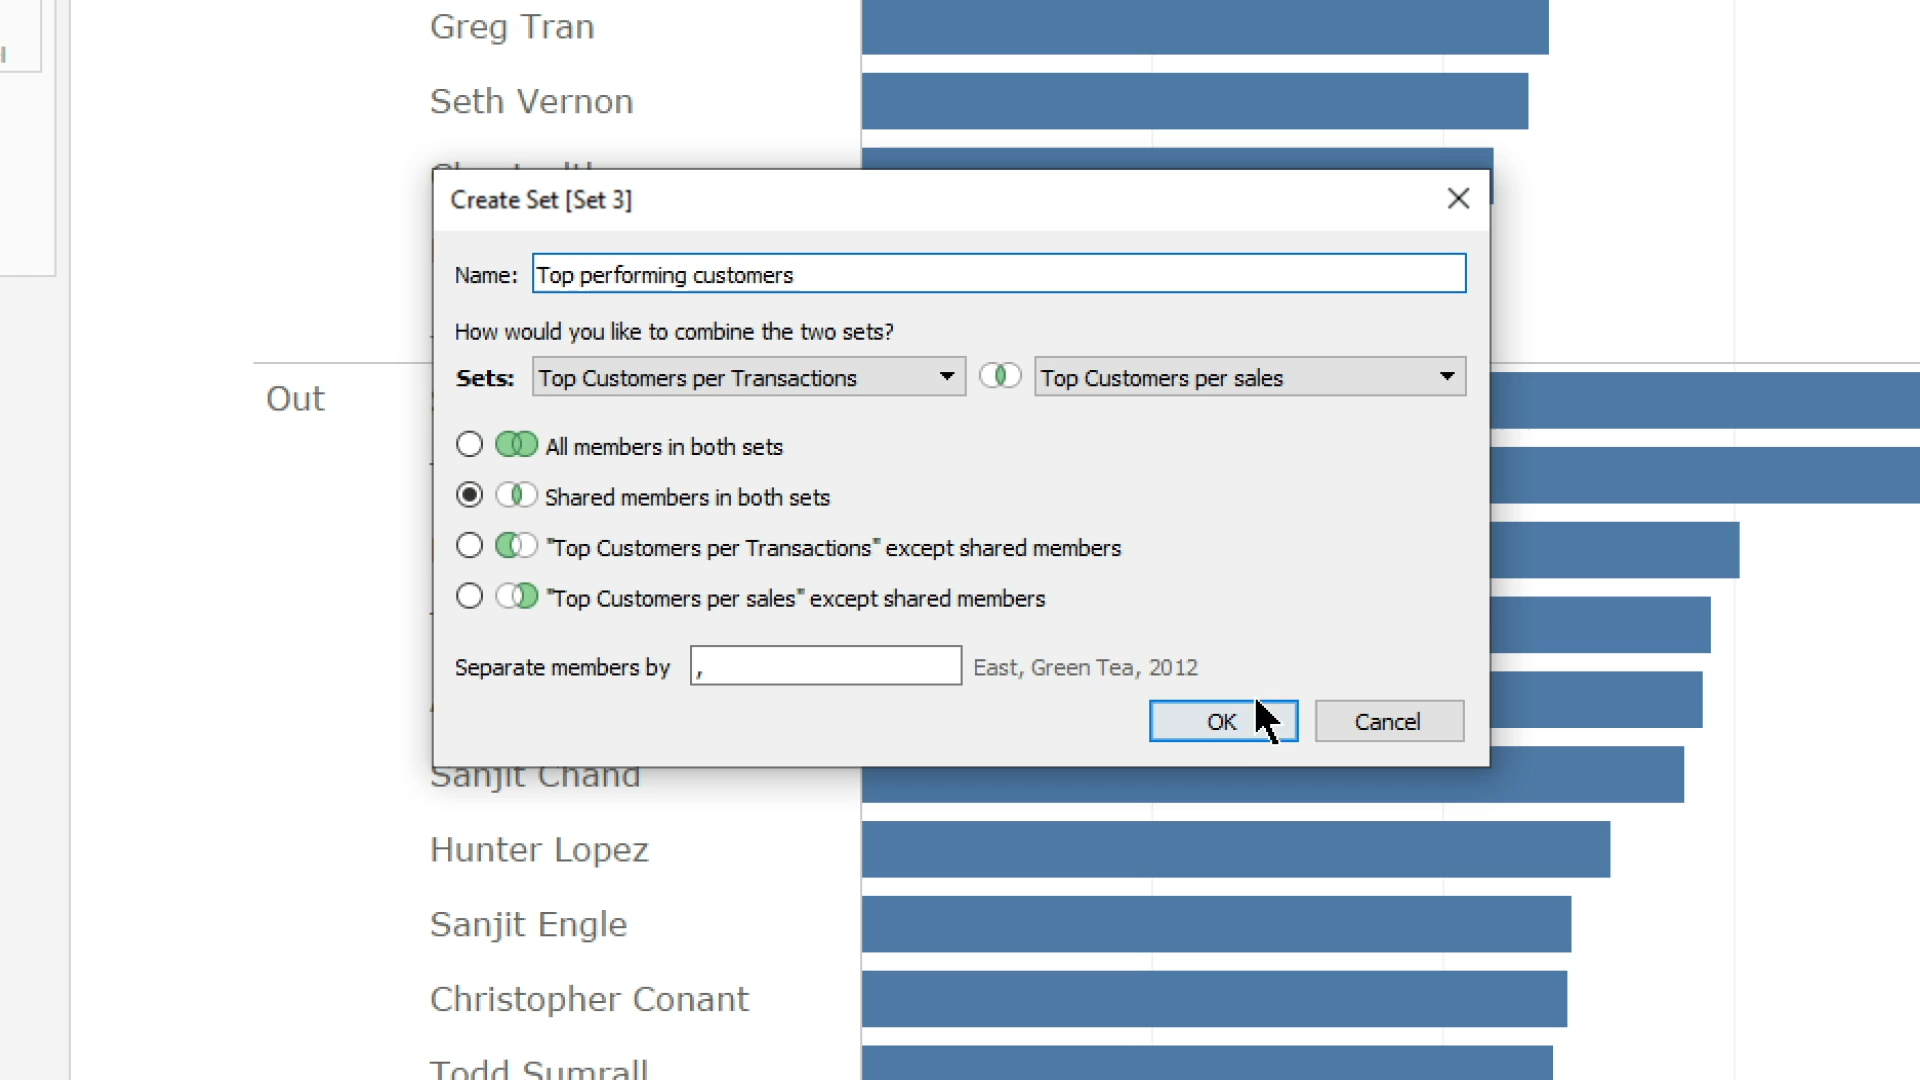 Greg Tran
Seth Vernon
Create Set [Set 3]
Name: Top performing customers
How would you like to combine the two sets?
Sets: Top Customers per Transactions Top Customers per sales
Out
All members in both sets
Shared members in both sets
"Top Customers per Transactions" except shared members
"Top Customers per sales" except shared members
Separate members by , East, Green Tea, 2012
OK Cancel
Sanjit Chand
Hunter Lopez
Sanjit Engle
Christopher Conant
Todd Sumrall